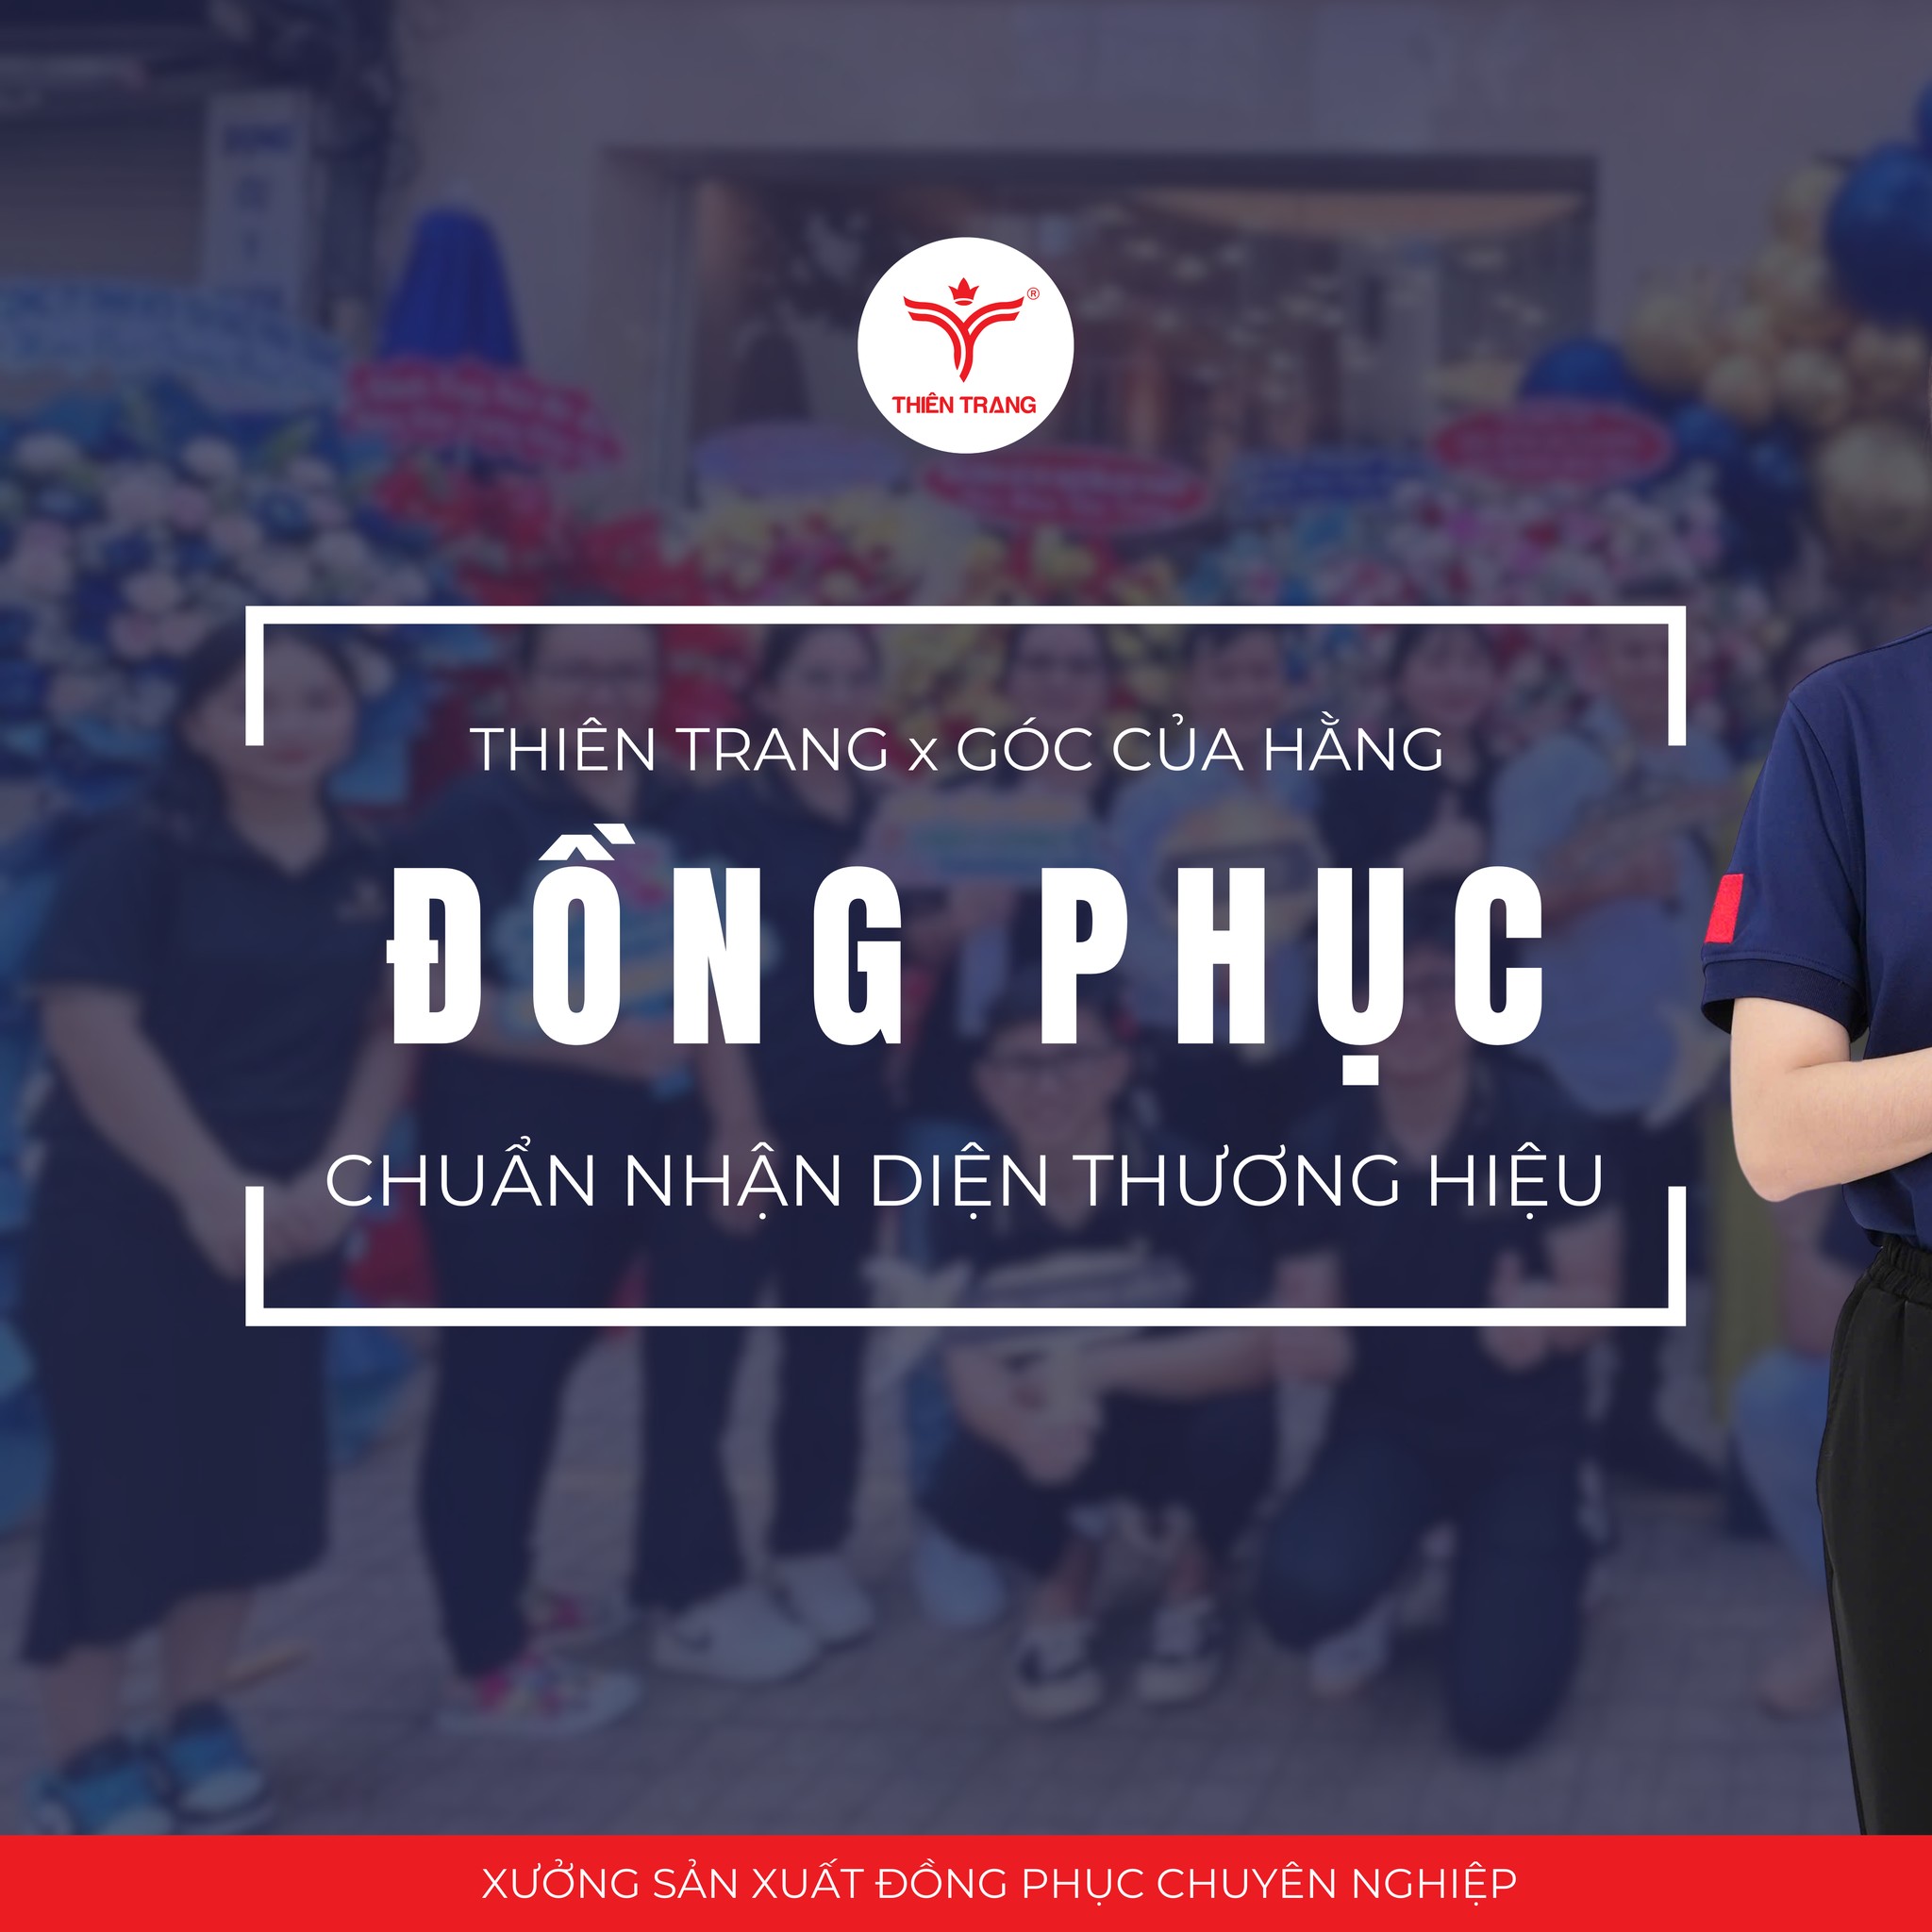 ®
THIÊN TRANG
THIÊN TRANG x GÓC CỦA HẰNG
ĐỒNG PHỤC
CHUẨN NHẬN DIỆN THƯƠNG HIỆU
XƯỞNG SẢN XUẤT ĐỒNG PHỤC CHUYÊN NGHIỆP